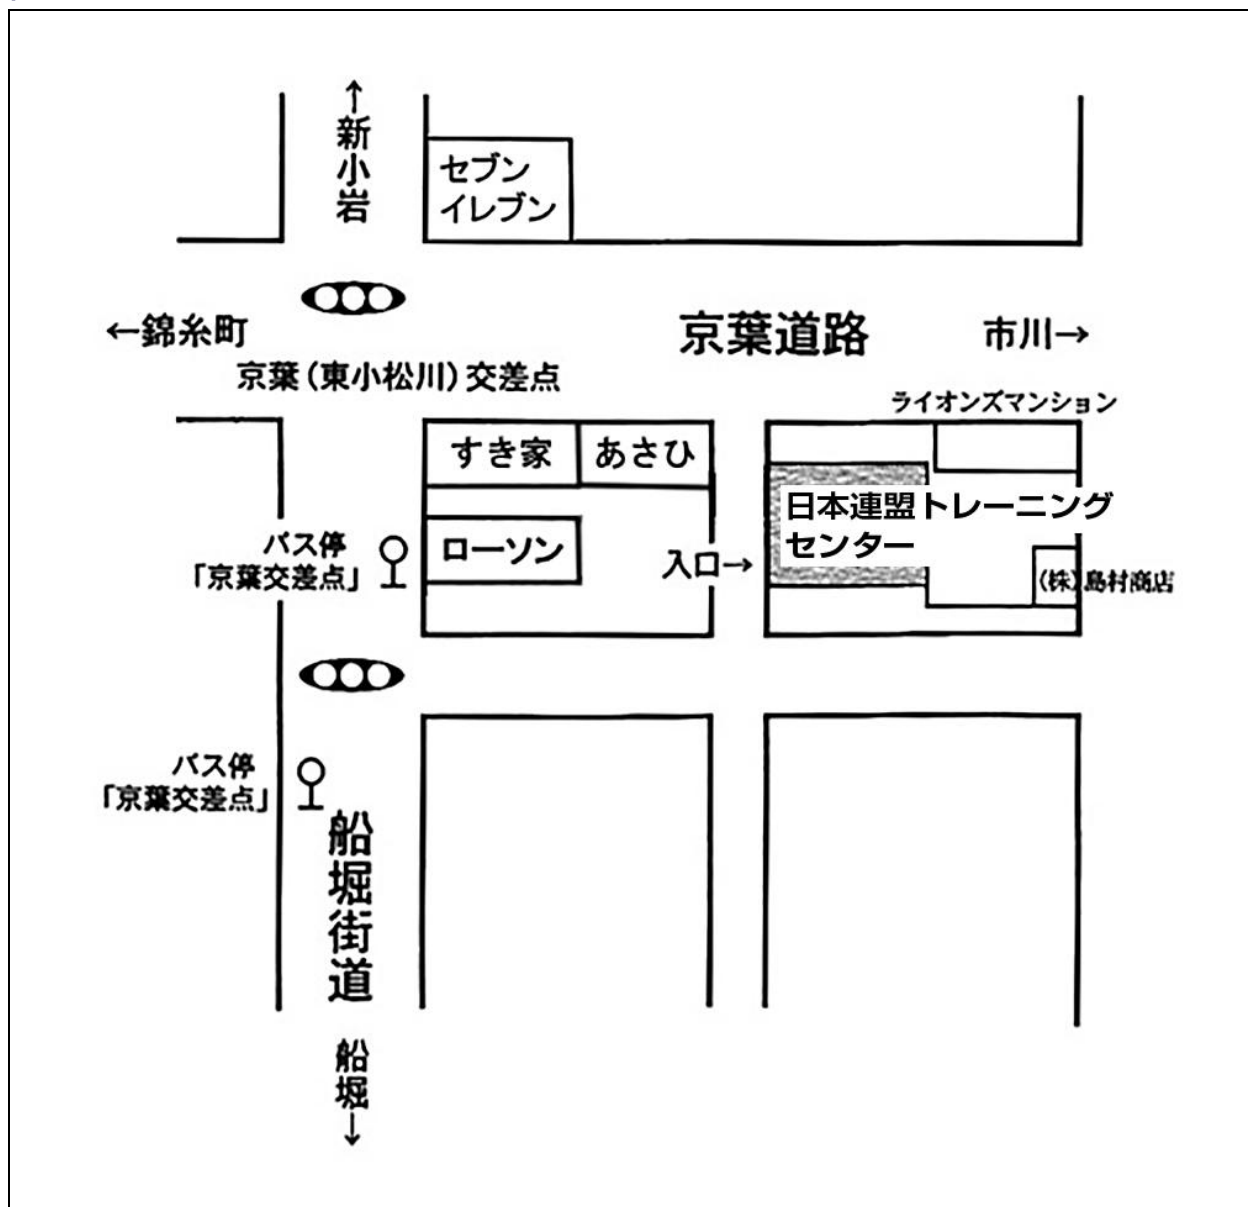 ↑新小岩
セブン
イレブン
←錦糸町
京葉道路
市川→
京葉(東小松川)交差点
ライオンズマンション
すき家
あさひ
日本連盟トレーニング
センター
バス停
「京葉交差点」
ローソン
入口→
(株)島村商店
バス停
「京葉交差点」
船堀街道
船堀↓